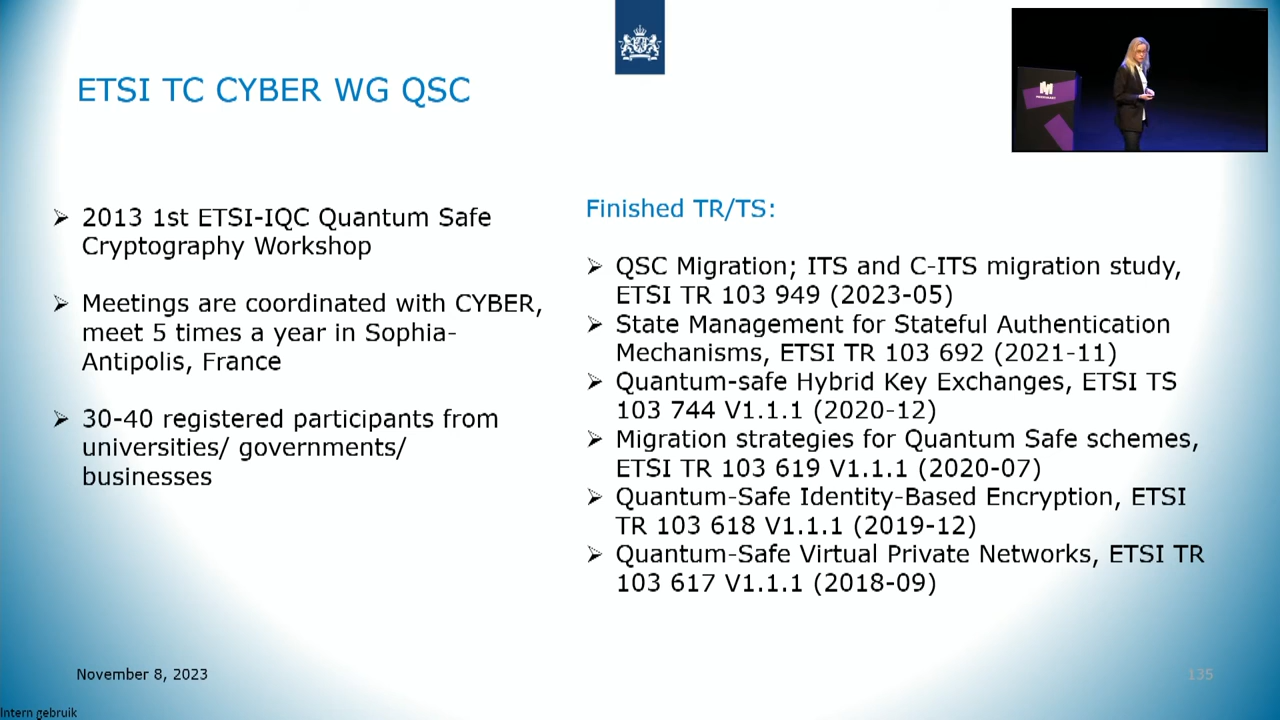 ETSI TC CYBER WG QSC
➢ 2013 1st ETSI-IQC Quantum Safe
Cryptography Workshop
➢ Meetings are coordinated with CYBER,
meet 5 times a year in Sophia-
Antipolis, France
➢ 30-40 registered participants from
universities/ governments/
businesses
Finished TR/TS:
➢ QSC Migration; ITS and C-ITS migration study,
ETSI TR 103 949 (2023-05)
➢ State Management for Stateful Authentication
Mechanisms, ETSI TR 103 692 (2021-11)
➢ Quantum-safe Hybrid Key Exchanges, ETSI TS
103 744 V1.1.1 (2020-12)
➢ Migration strategies for Quantum Safe schemes,
ETSI TR 103 619 V1.1.1 (2020-07)
➢ Quantum-Safe Identity-Based Encryption, ETSI
TR 103 618 V1.1.1 (2019-12)
➢ Quantum-Safe Virtual Private Networks, ETSI TR
103 617 V1.1.1 (2018-09)
November 8, 2023
135
Intern gebruik